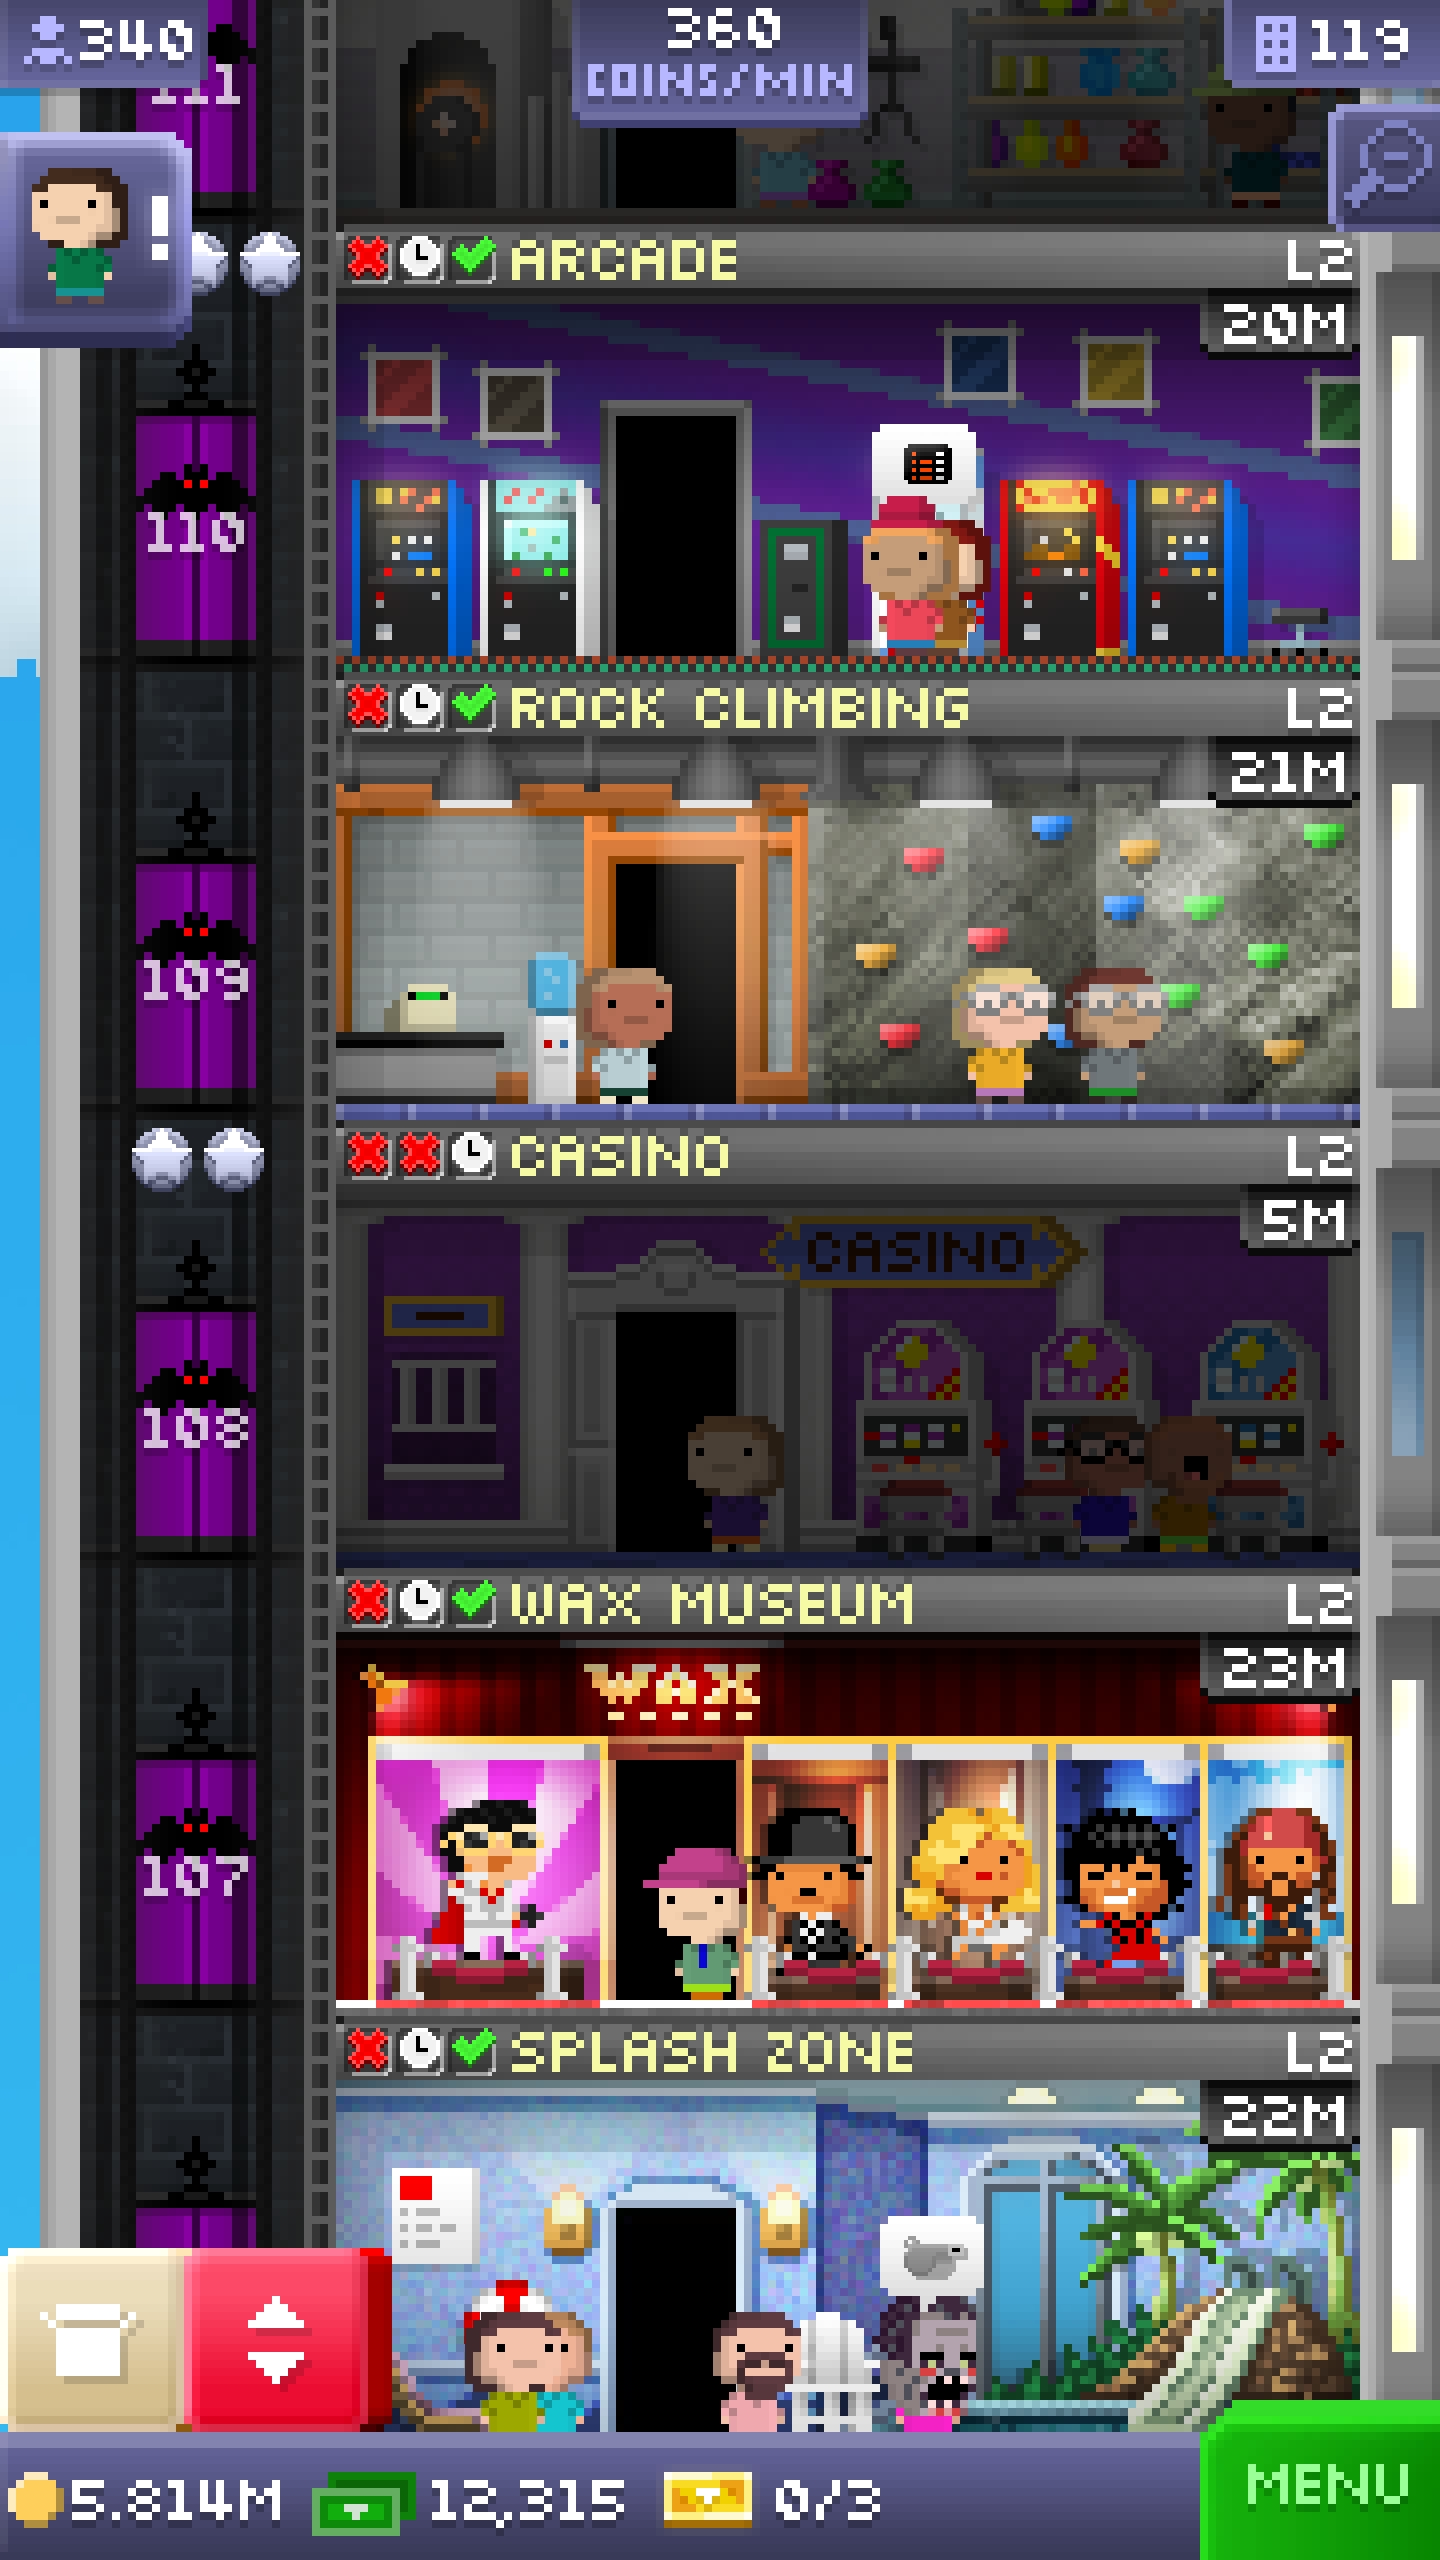 340
360
COINS/MIN
119
111
!
ARCADE
L2
20M
110
ROCK CLIMBING
L2
21M
109
CASINO
L2
5M
CASINO
108
WAX MUSEUM
L2
23M
WAX
107
SPLASH ZONE
L2
22M
5.814M
12,315
0/3
MENU